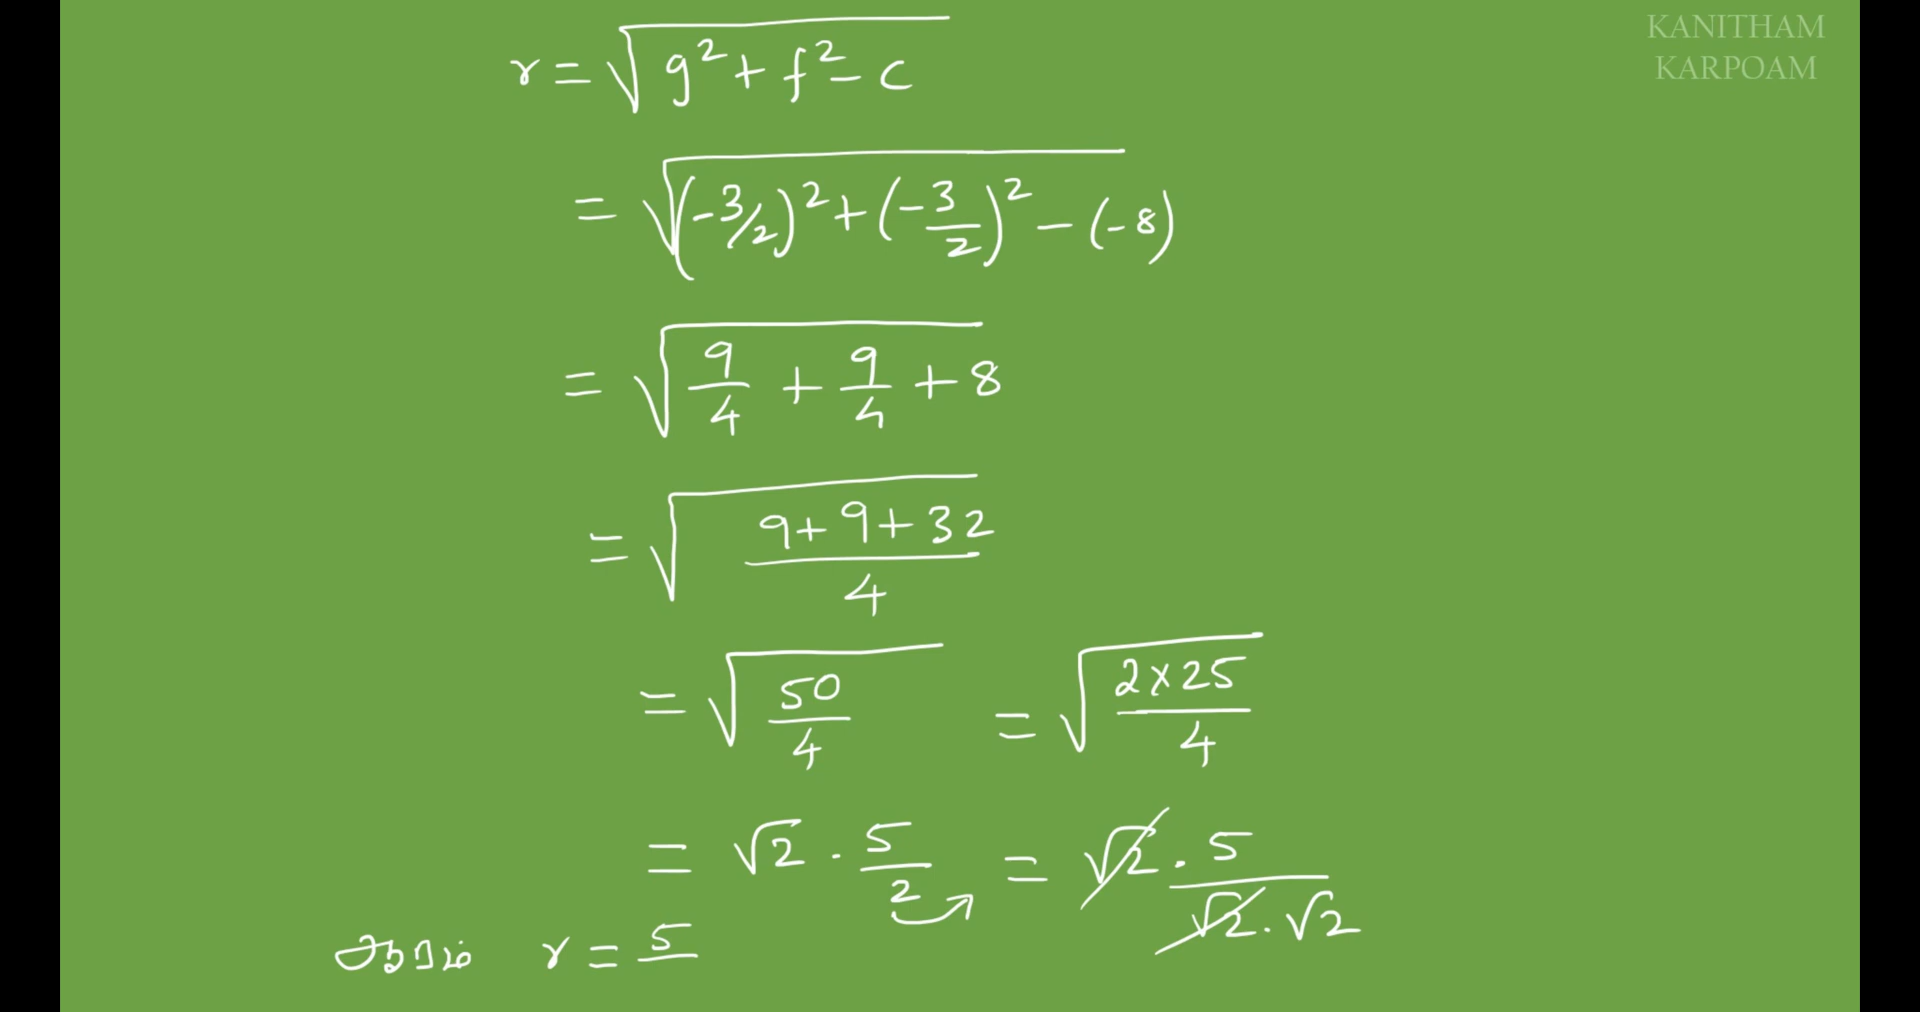 KANITHAM
KARPOAM
r = √(g² + f² - c)
= √((-3/2)² + (-3/2)² - (-8))
= √(9/4 + 9/4 + 8)
= √((9+9+32)/4)
= √(50/4) = √((2×25)/4)
= √2 . 5/2 = √2 . 5/(√2 . √2)
ஆரம் r = 5